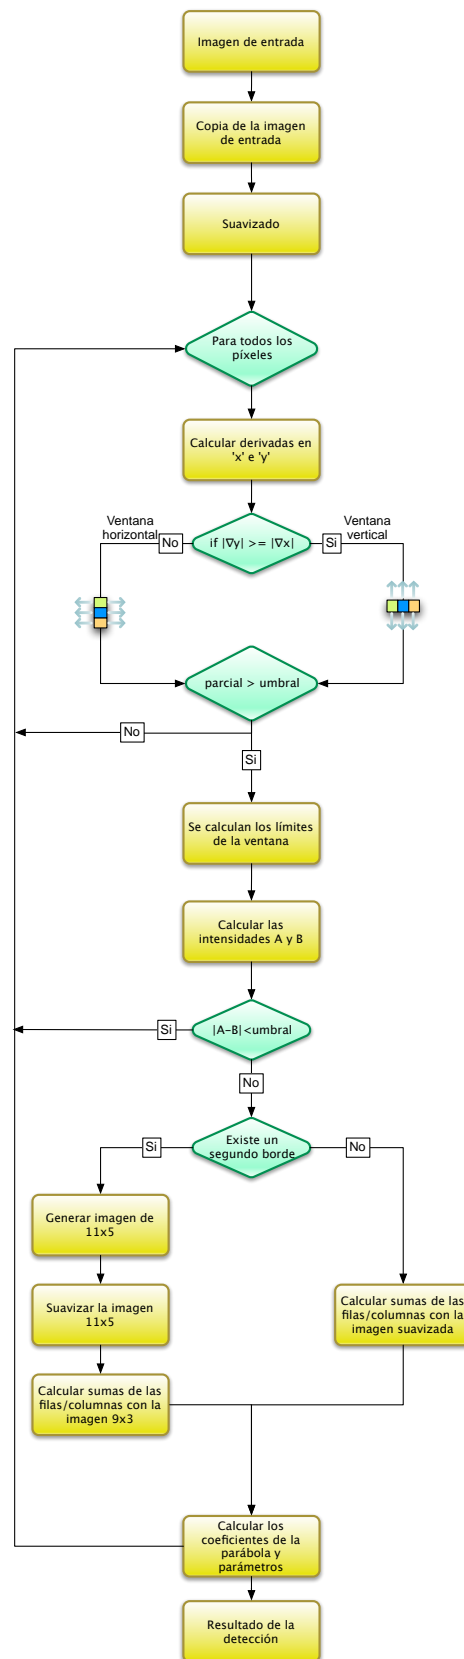 Imagen de entrada
Copia de la imagen
de entrada
Suavizado
Para todos los
píxeles
Calcular derivadas en
'x' e 'y'
Ventana
horizontal
No
if |∇y| >= |∇x|
Si
Ventana
vertical
parcial > umbral
No
Si
Se calculan los límites
de la ventana
Calcular las
intensidades A y B
Si
|A-B|<umbral
No
Existe un
segundo borde
Si
No
Generar imagen de
11x5
Suavizar la imagen
11x5
Calcular sumas de las
filas/columnas con la
imagen suavizada
Calcular sumas de las
filas/columnas con la
imagen 9x3
Calcular los
coeficientes de la
parábola y
parámetros
Resultado de la
detección